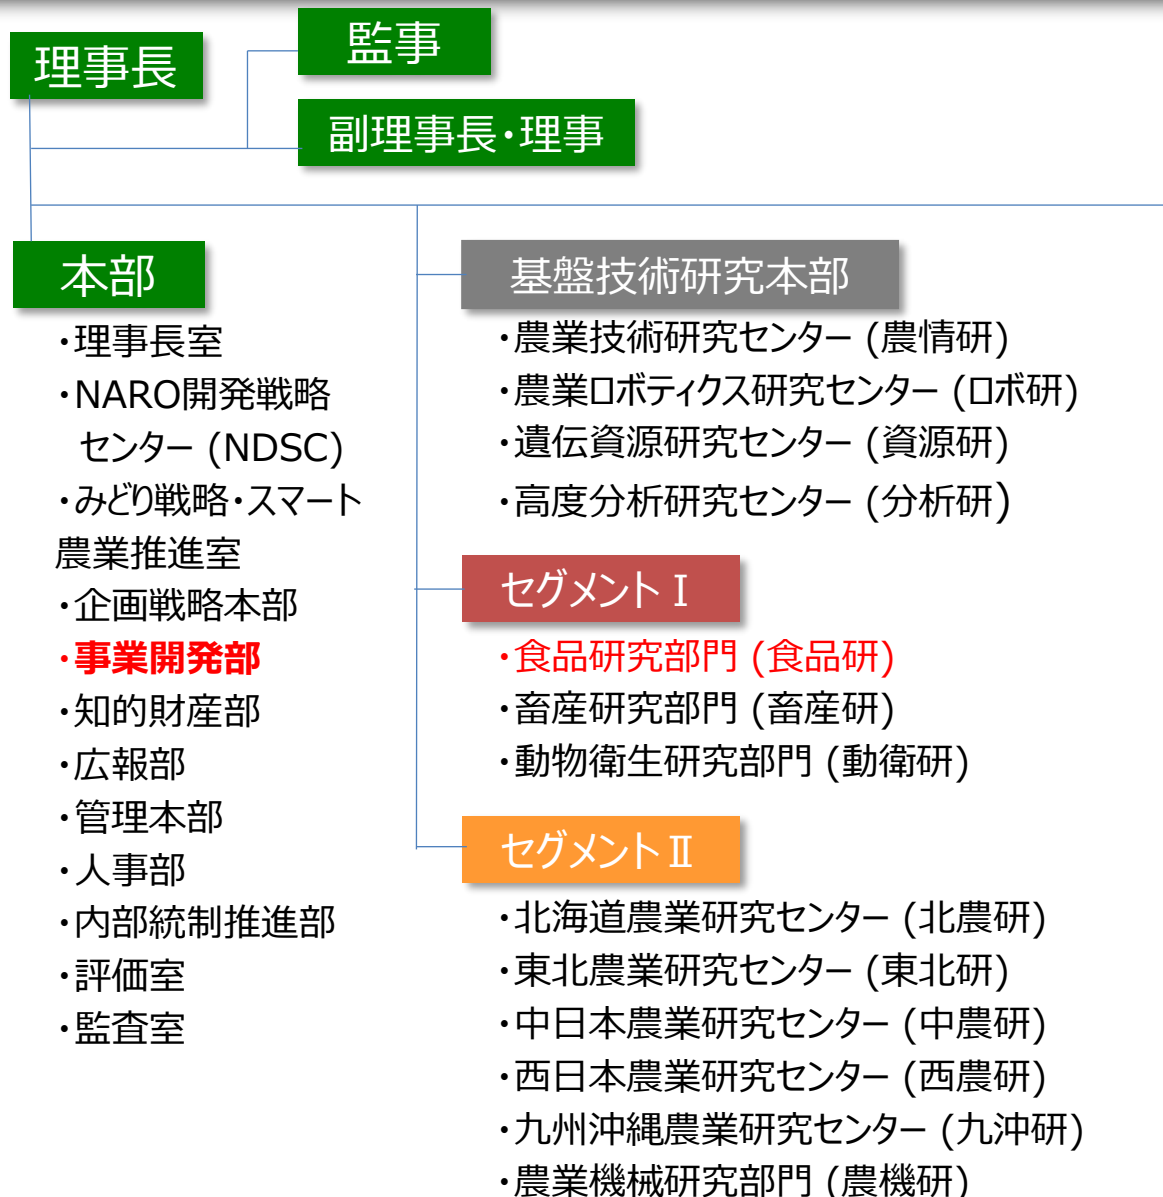 理事長
監事
副理事長・理事
本部
・理事長室
・NARO開発戦略
センター (NDSC)
・みどり戦略・スマート
農業推進室
・企画戦略本部
・事業開発部
・知的財産部
・広報部
・管理本部
・人事部
・内部統制推進部
・評価室
・監査室
基盤技術研究本部
・農業技術研究センター (農情研)
・農業ロボティクス研究センター (ロボ研)
・遺伝資源研究センター (資源研)
・高度分析研究センター (分析研)
セグメントⅠ
・食品研究部門 (食品研)
・畜産研究部門 (畜産研)
・動物衛生研究部門 (動衛研)
セグメントⅡ
・北海道農業研究センター (北農研)
・東北農業研究センター (東北研)
・中日本農業研究センター (中農研)
・西日本農業研究センター (西農研)
・九州沖縄農業研究センター (九沖研)
・農業機械研究部門 (農機研)